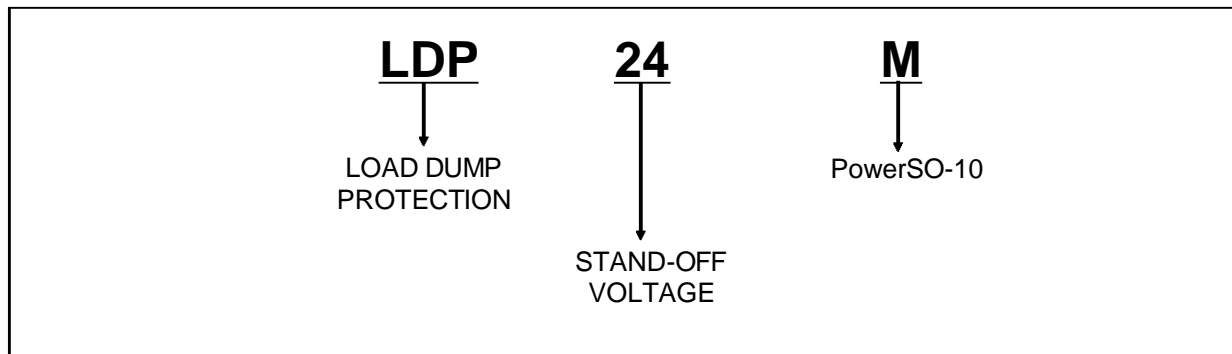 LDP 24 M
LOAD DUMP
PROTECTION
PowerSO-10
STAND-OFF
VOLTAGE